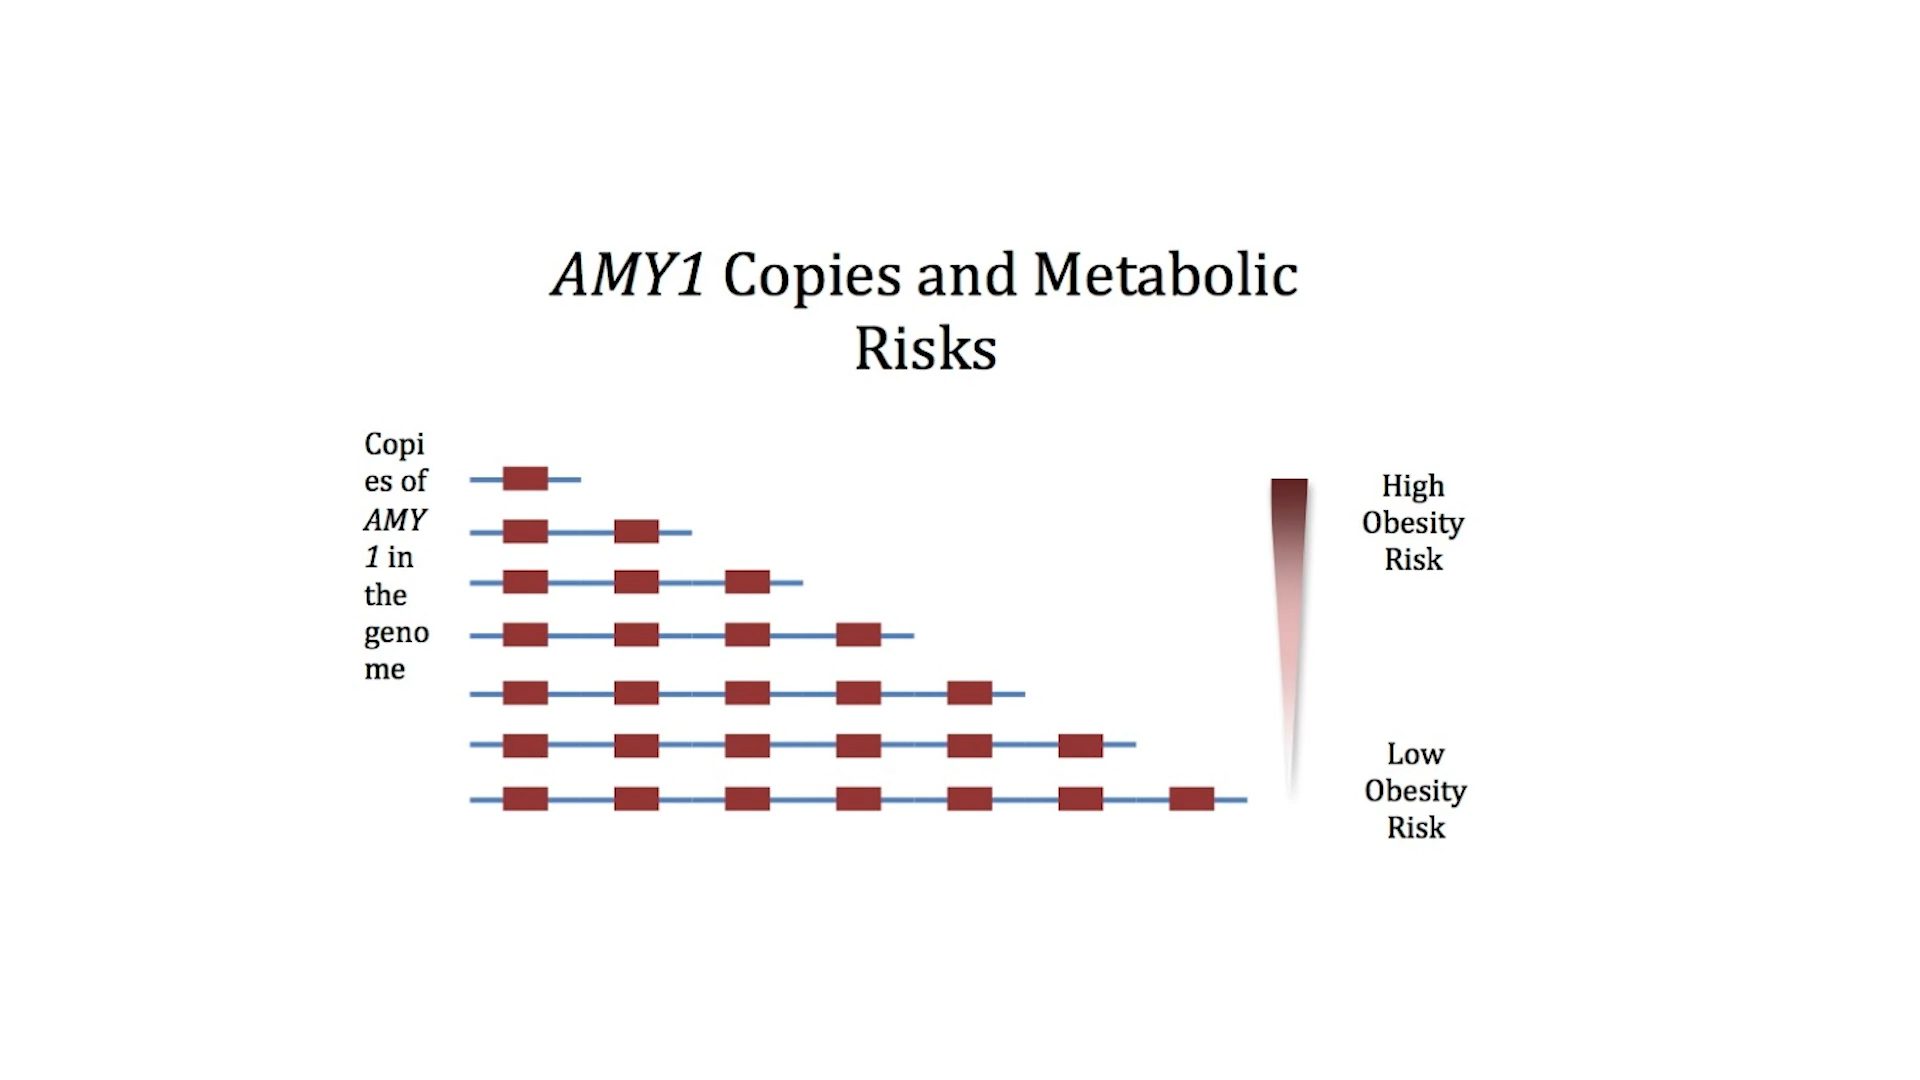 AMY1 Copies and Metabolic
Risks
Copi
es of
AMY
1 in
the
geno
me
High
Obesity
Risk
Low
Obesity
Risk